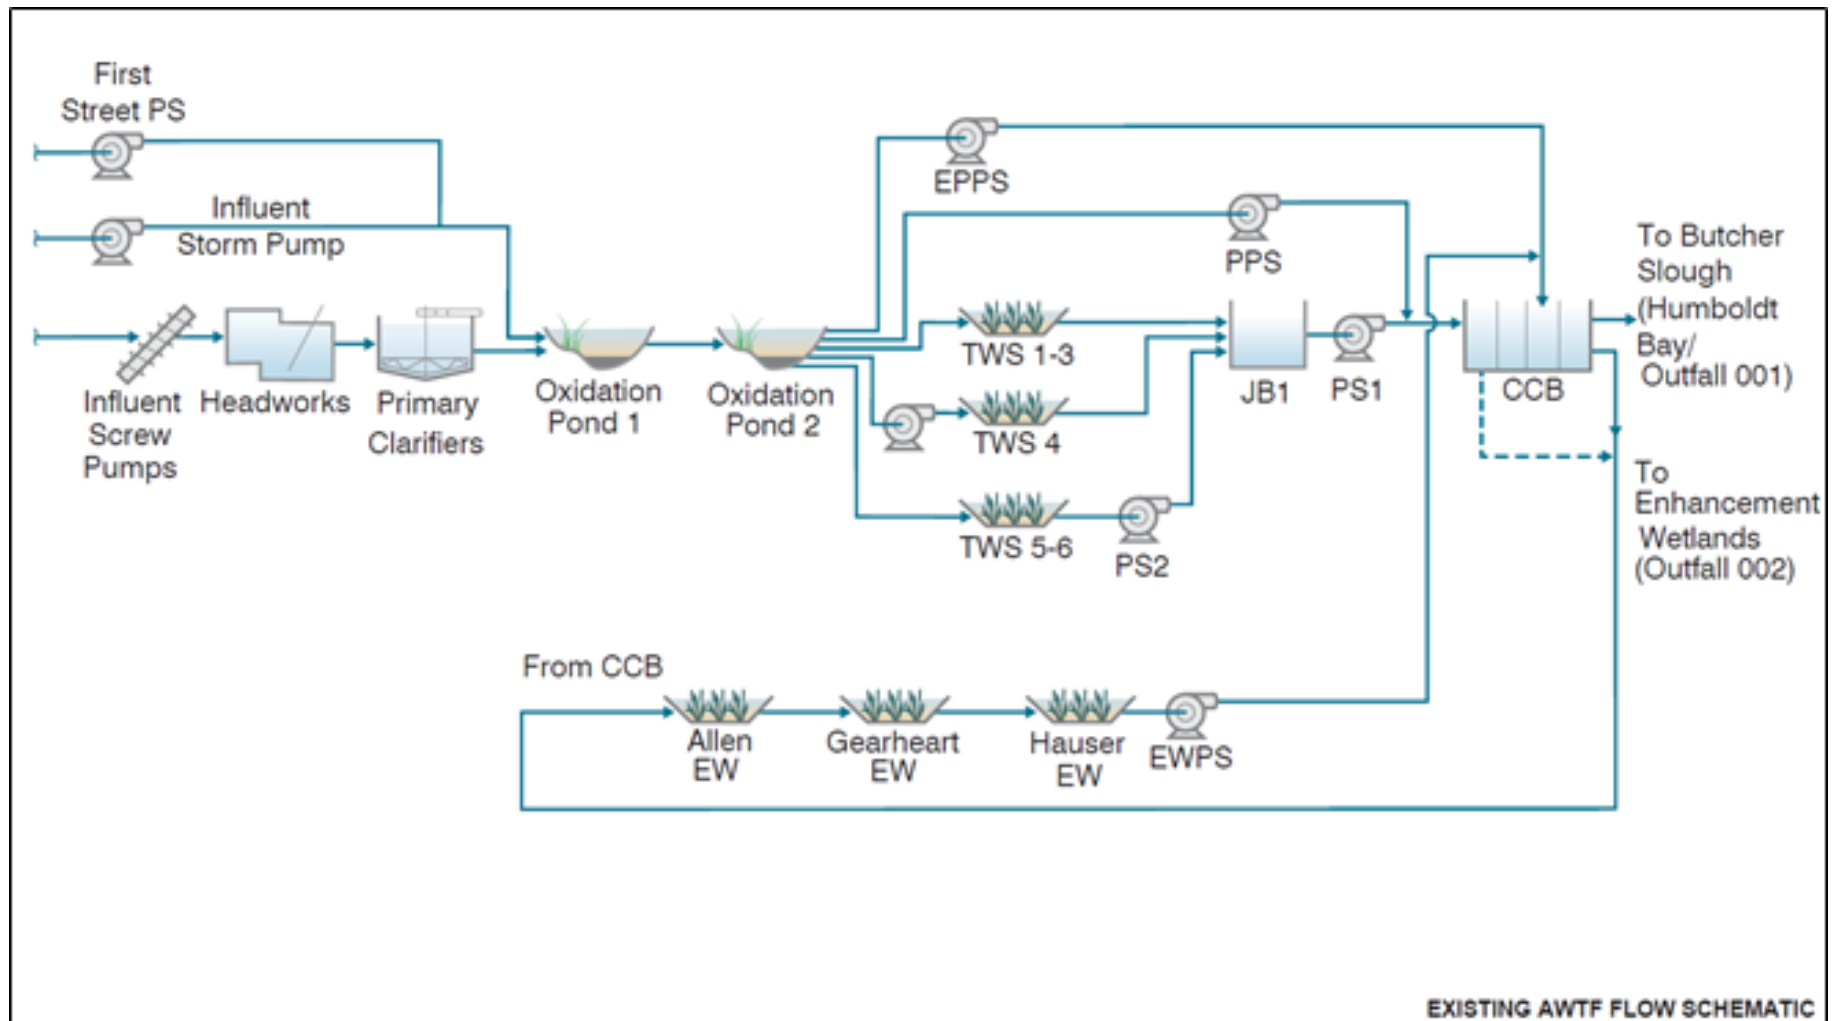 First
Street PS
Influent
Storm Pump
Influent
Screw
Pumps
Headworks
Primary
Clarifiers
Oxidation
Pond 1
Oxidation
Pond 2
EPPS
PPS
TWS 1-3
TWS 4
TWS 5-6
PS2
JB1
PS1
CCB
To Butcher
Slough
(Humboldt
Bay/
Outfall 001)
To
Enhancement
Wetlands
(Outfall 002)
From CCB
Allen
EW
Gearheart
EW
Hauser
EW
EWPS
EXISTING AWTF FLOW SCHEMATIC